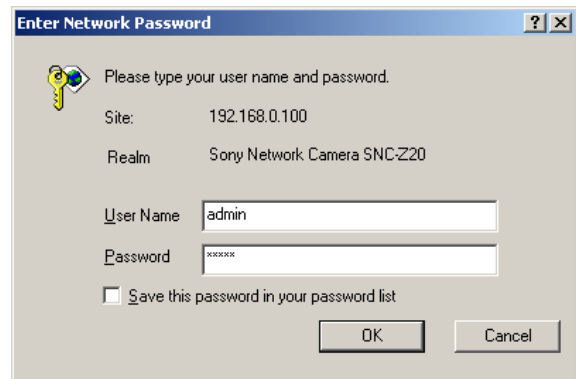 Enter Network Password
Please type your user name and password.
Site: 192.168.0.100
Realm Sony Network Camera SNC-Z20
User Name admin
Password *****
Save this password in your password list
OK Cancel